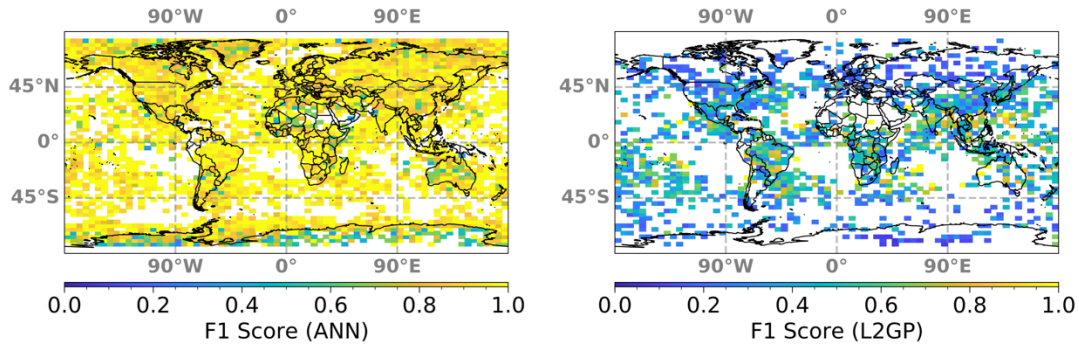 90°W 0° 90°E 90°W 0° 90°E
45°N 45°N
0° 0°
45°S 45°S
90°W 0° 90°E 90°W 0° 90°E
0.0 0.2 0.4 0.6 0.8 1.0 0.0 0.2 0.4 0.6 0.8 1.0
F1 Score (ANN) F1 Score (L2GP)